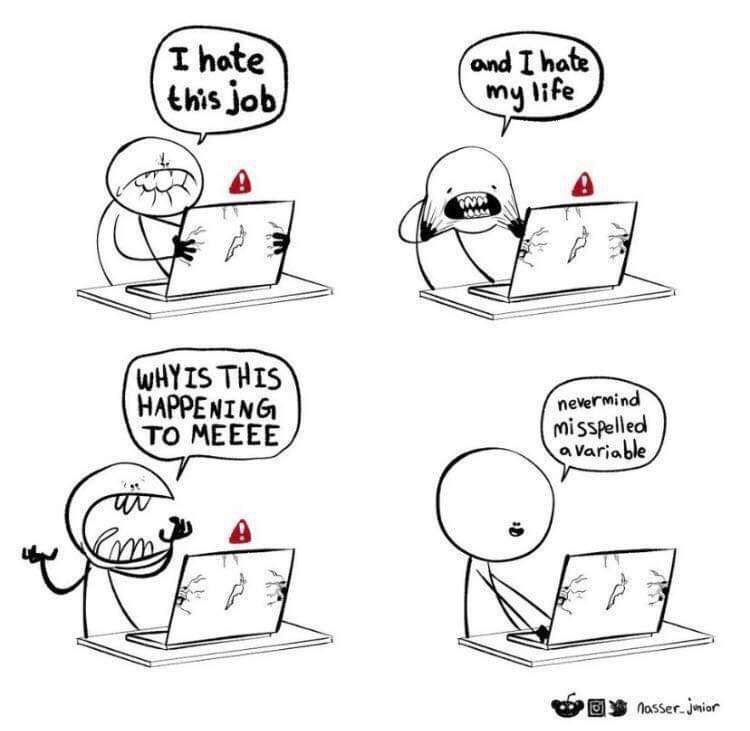 I hate
this job
and I hate
my life
WHY IS THIS
HAPPENING
TO MEEEE
nevermind
misspelled
a variable
nasser_junior